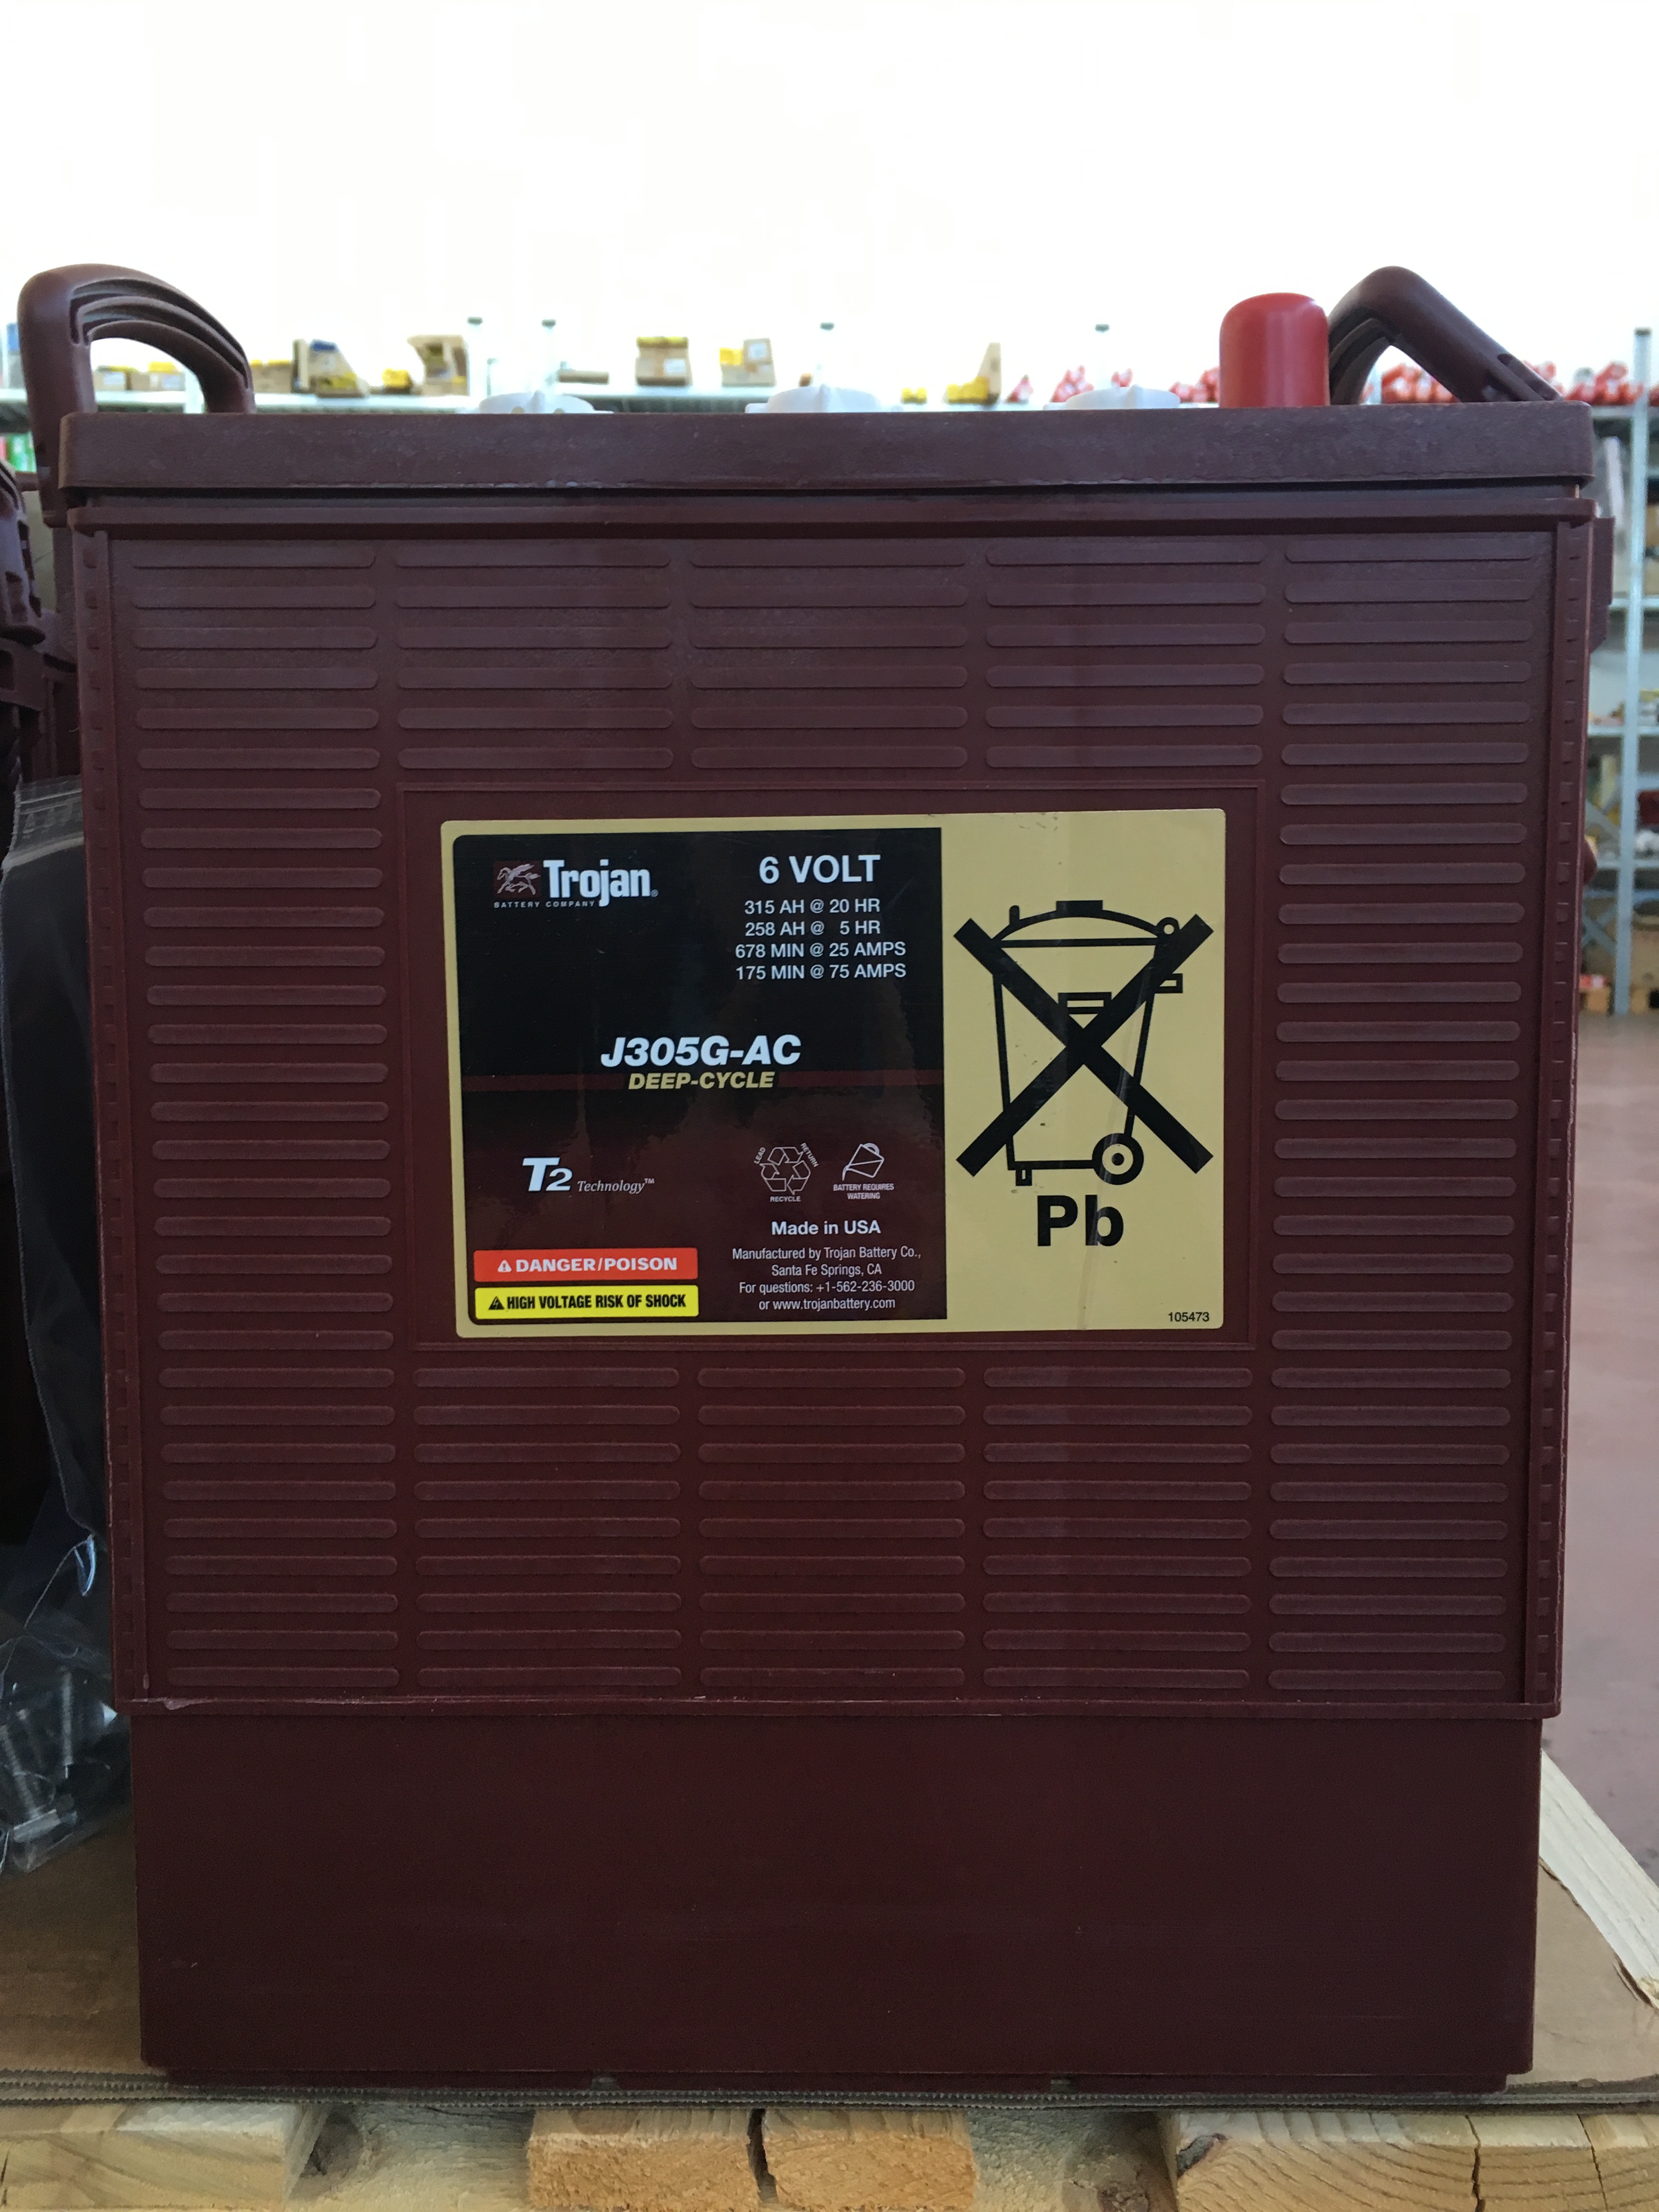 Trojan®
BATTERY COMPANY
6 VOLT
315 AH @ 20 HR
258 AH @ 5 HR
678 MIN @ 25 AMPS
175 MIN @ 75 AMPS
J305G-AC
DEEP-CYCLE
T2 Technology™
LEAD
RETURN
RECYCLE
BATTERY REQUIRES
WATERING
Made in USA
Manufactured by Trojan Battery Co.,
Santa Fe Springs, CA
For questions: +1-562-236-3000
or www.trojanbattery.com
DANGER/POISON
HIGH VOLTAGE RISK OF SHOCK
Pb
105473